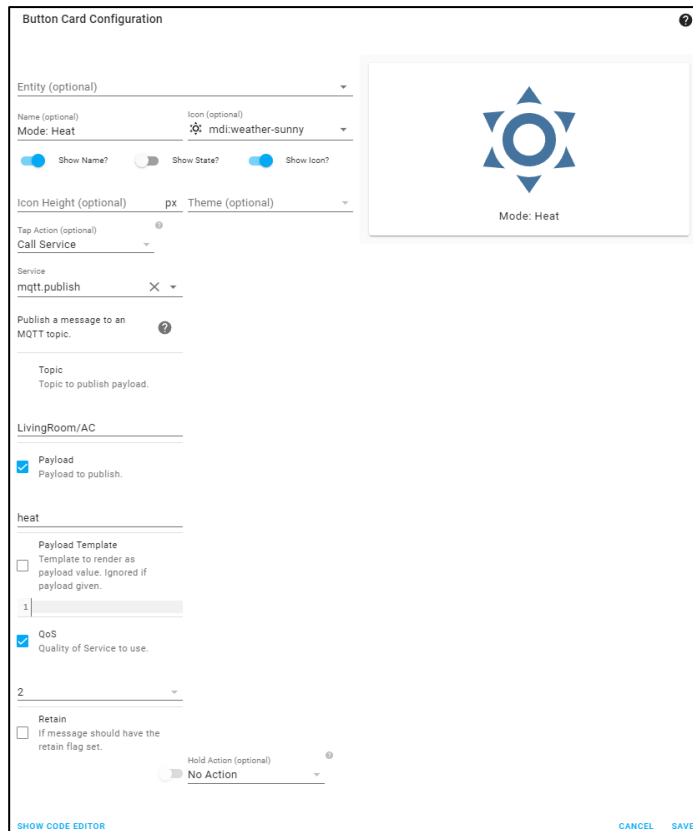 Button Card Configuration
Entity (optional)
Name (optional)
Icon (optional)
Mode: Heat
mdi:weather-sunny
Show Name?
Show State?
Show Icon?
Mode: Heat
Icon Height (optional)
px
Theme (optional)
Tap Action (optional)
Call Service
Service
mqtt.publish
Publish a message to an
MQTT topic.
Topic
Topic to publish payload.
LivingRoom/AC
Payload
Payload to publish.
heat
Payload Template
Template to render as
payload value. Ignored if
payload given.
1
QoS
Quality of Service to use.
2
Retain
If message should have the
retain flag set.
Hold Action (optional)
No Action
SHOW CODE EDITOR
CANCEL
SAVE